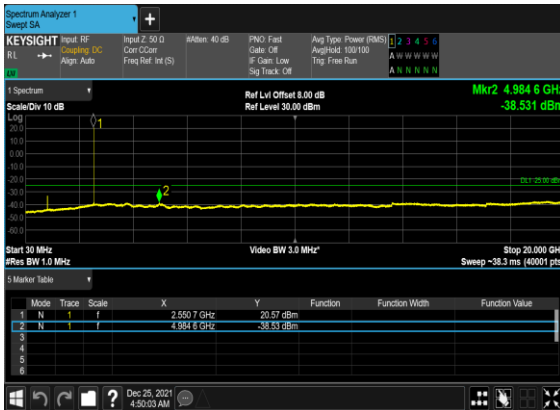 Spectrum Analyzer 1
Swept SA
KEYSIGHT Input: RF Input Z: 50 Ω #Atten: 40 dB PNO: Fast Avg Type: Power (RMS) 1 2 3 4 5 6
RL Coupling: DC Corr CCorr Gate: Off Avg|Hold: 100/100 A W W W W W
Align: Auto Freq Ref: Int (S) IF Gain: Low Trig: Free Run
LXI Sig Track: Off A N N N N N
1 Spectrum Ref Lvl Offset 8.00 dB Mkr2 4.984 6 GHz
Scale/Div 10 dB Ref Level 30.00 dBm -38.531 dBm
Log
1
20.0
10.0
0.00
-10.0
-20.0
DL1 -25.00 dBm
-30.0
2
-40.0
-50.0
-60.0
Start 30 MHz Video BW 3.0 MHz* Stop 20.000 GHz
#Res BW 1.0 MHz Sweep ~38.3 ms (40001 pts)
5 Marker Table
Mode Trace Scale X Y Function Function Width Function Value
1 N 1 f 2.550 7 GHz 20.57 dBm
2 N 1 f 4.984 6 GHz -38.53 dBm
3
4
5
6
? Dec 25, 2021
4:50:03 AM